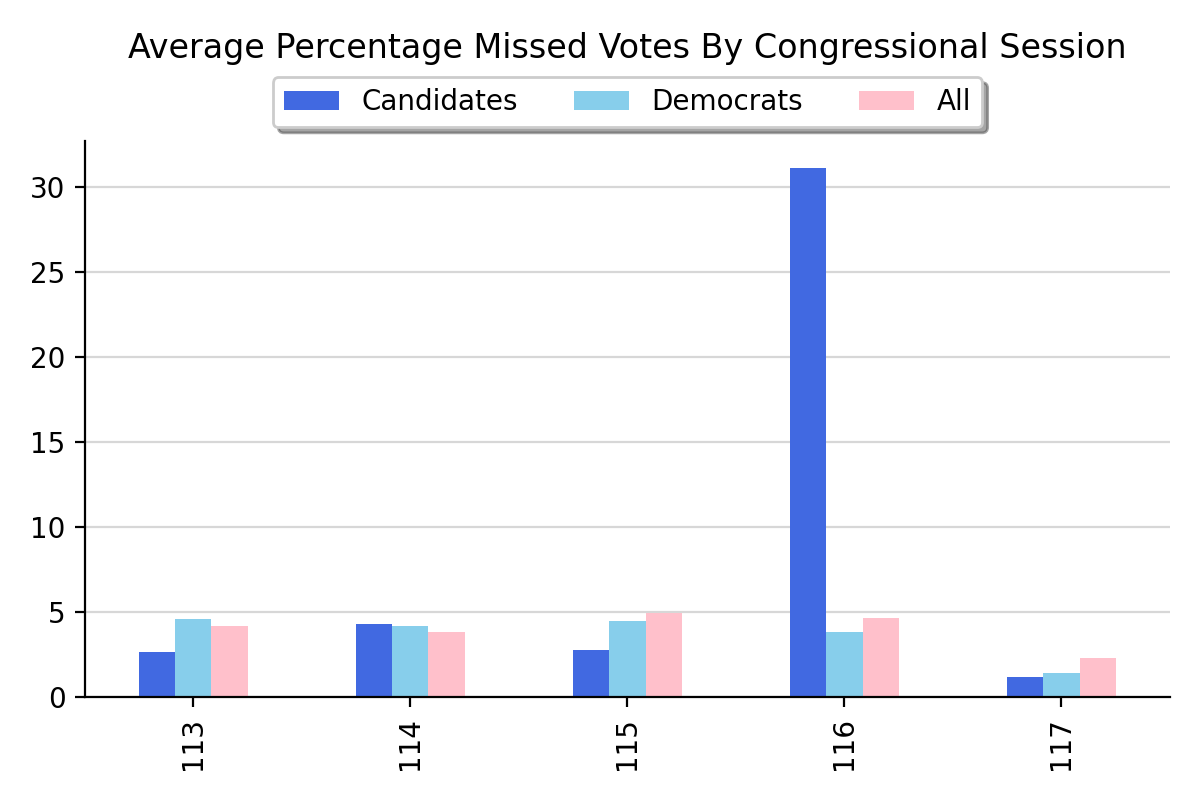 Average Percentage Missed Votes By Congressional Session
Candidates Democrats All
30
25
20
15
10
5
0
113 114 115 116 117